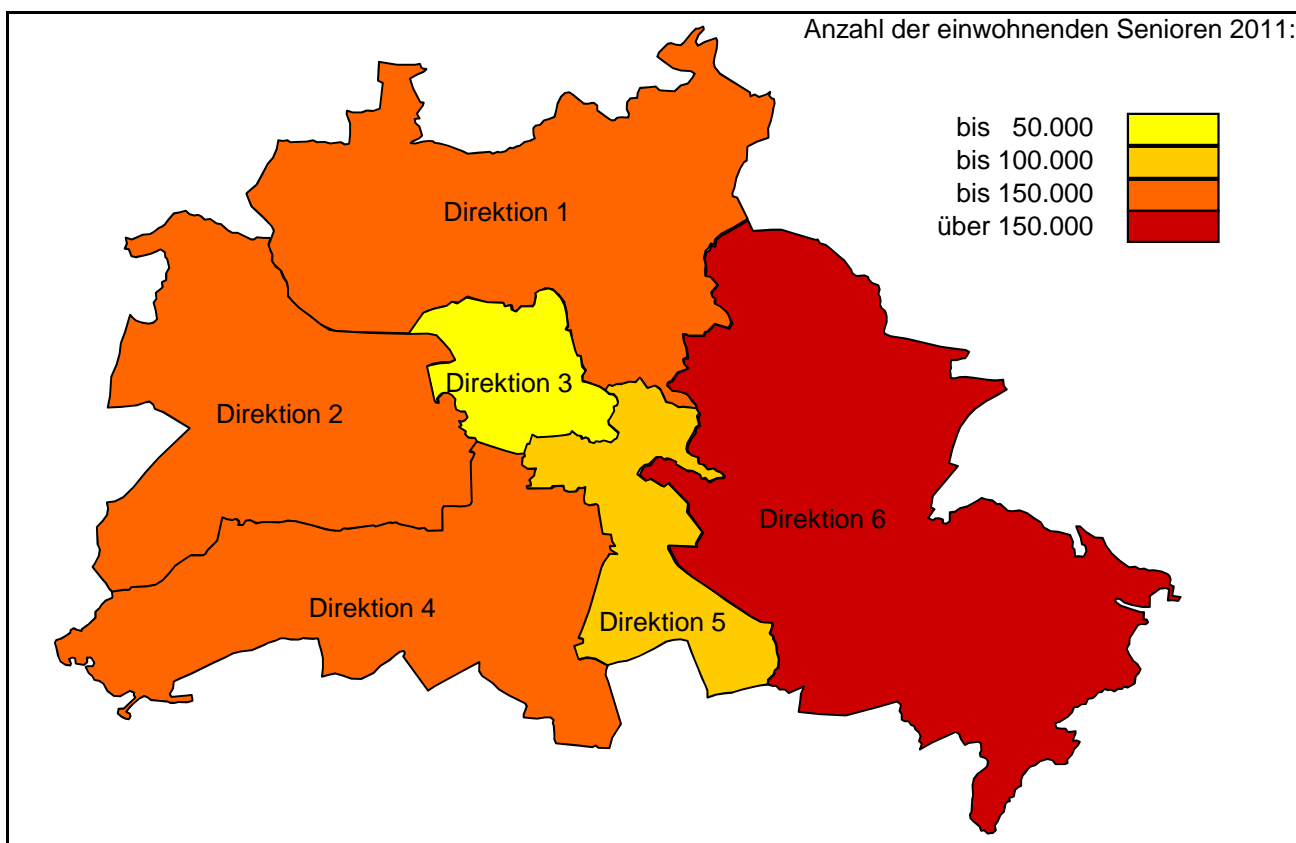 Anzahl der einwohnenden Senioren 2011:
bis 50.000
bis 100.000
bis 150.000
über 150.000
Direktion 1
Direktion 3
Direktion 2
Direktion 6
Direktion 4
Direktion 5